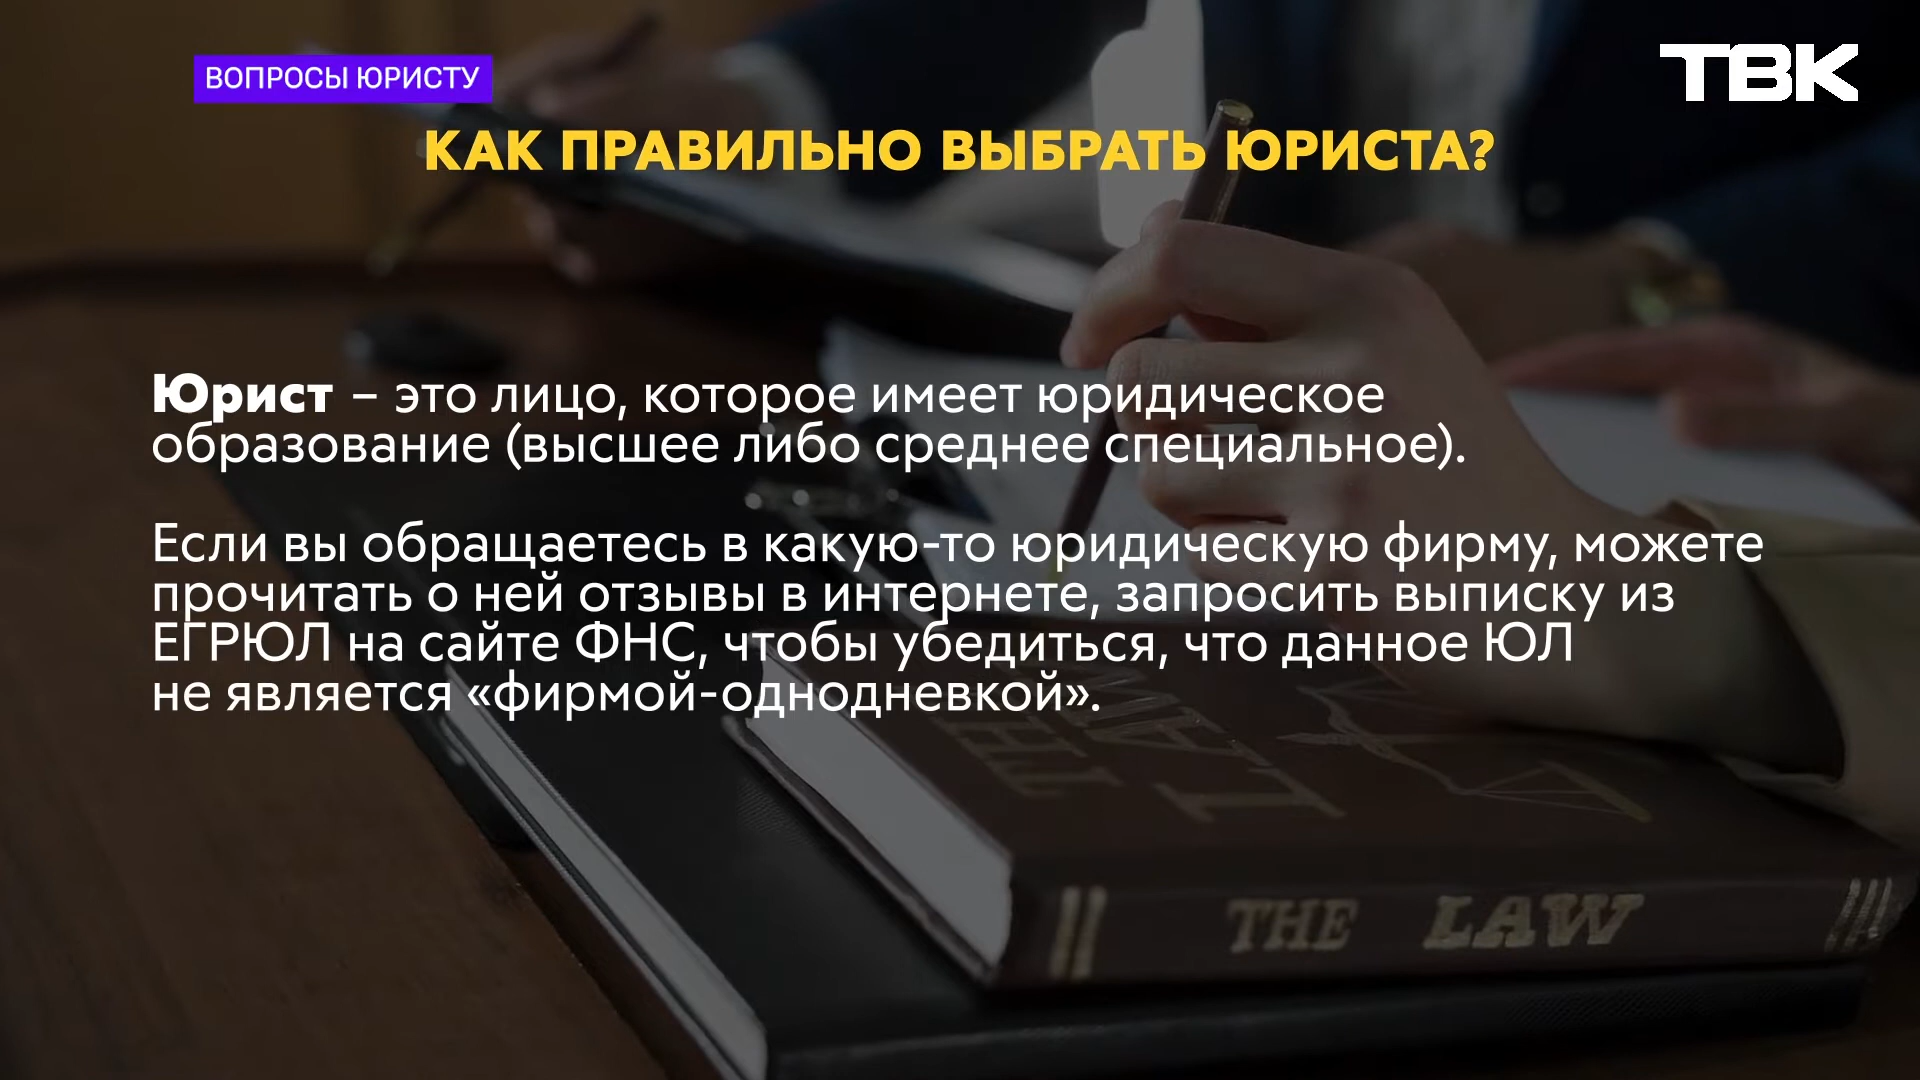 ВОПРОСЫ ЮРИСТУ
ТВК
КАК ПРАВИЛЬНО ВЫБРАТЬ ЮРИСТА?
Юрист – это лицо, которое имеет юридическое
образование (высшее либо среднее специальное).
Если вы обращаетесь в какую-то юридическую фирму, можете
прочитать о ней отзывы в интернете, запросить выписку из
ЕГРЮЛ на сайте ФНС, чтобы убедиться, что данное ЮЛ
не является «фирмой-однодневкой».
THE LAW
THE LAW